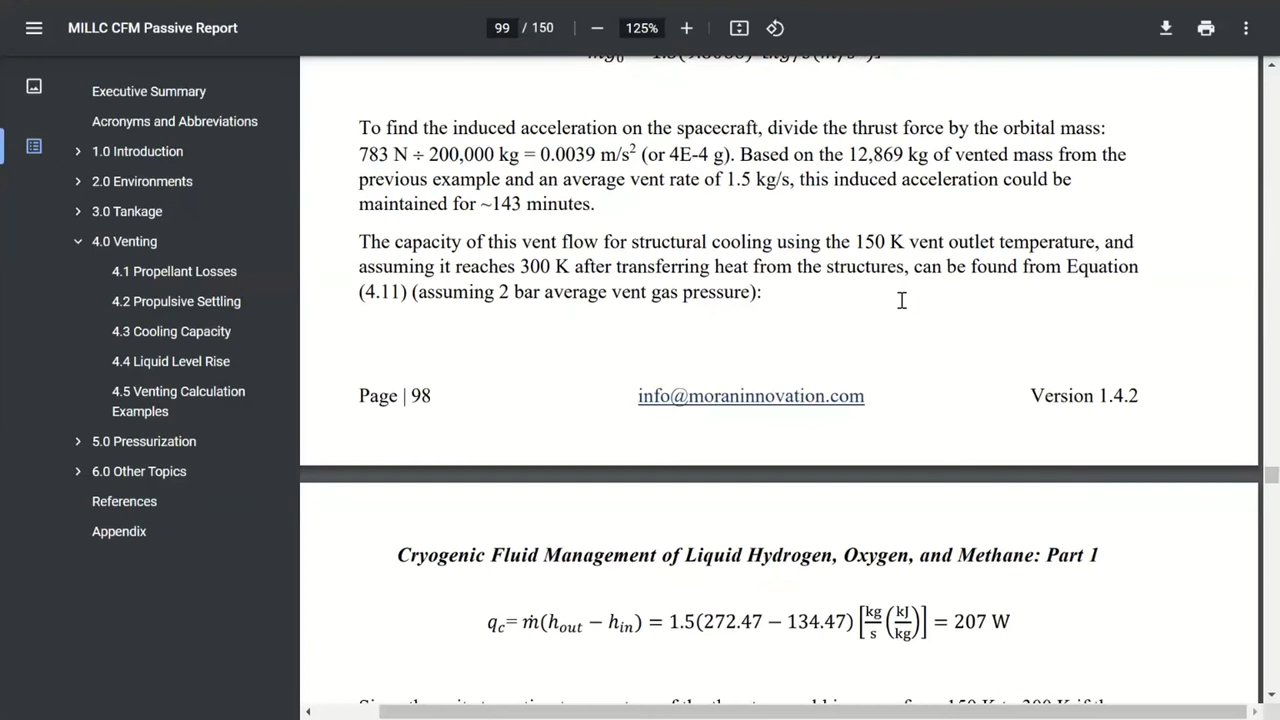 MILLC CFM Passive Report
99 / 150
125%
Executive Summary
Acronyms and Abbreviations
1.0 Introduction
2.0 Environments
3.0 Tankage
4.0 Venting
4.1 Propellant Losses
4.2 Propulsive Settling
4.3 Cooling Capacity
4.4 Liquid Level Rise
4.5 Venting Calculation
Examples
5.0 Pressurization
6.0 Other Topics
References
Appendix
To find the induced acceleration on the spacecraft, divide the thrust force by the orbital mass:
783 N ÷ 200,000 kg = 0.0039 m/s² (or 4E-4 g). Based on the 12,869 kg of vented mass from the
previous example and an average vent rate of 1.5 kg/s, this induced acceleration could be
maintained for ~143 minutes.
The capacity of this vent flow for structural cooling using the 150 K vent outlet temperature, and
assuming it reaches 300 K after transferring heat from the structures, can be found from Equation
(4.11) (assuming 2 bar average vent gas pressure):
Page | 98 info@moraninnovation.com Version 1.4.2
Cryogenic Fluid Management of Liquid Hydrogen, Oxygen, and Methane: Part 1
q_c= ṁ(h_out − h_in) = 1.5(272.47 − 134.47) [kg/s (kJ/kg)] = 207 W